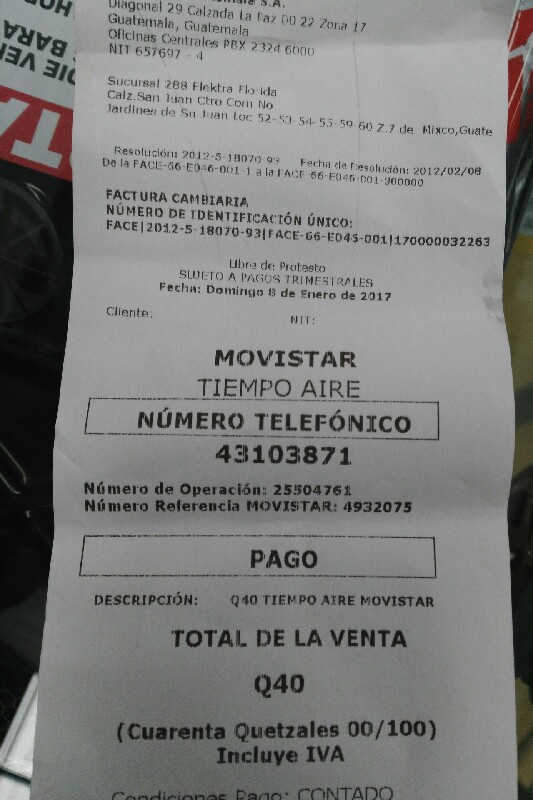 S.A.
Diagonal 29 Calzada La Paz 00 22 Zona 17
Guatemala, Guatemala
Oficinas Centrales PBX 2324 6000
NIT 657697 - 4
Sucursal 288 Elektra Florida
Calz.San Juan Ctro Com No
Jardines de Sn Juan Loc 52-53-54-55-59-60 Z.7 de Mixco,Guate
Resolución: 2012-5-18070-93 Fecha de Resolución: 2012/02/08
De la FACE-66-E046-001-1 a la FACE-66-E046-001-900000
FACTURA CAMBIARIA
NÚMERO DE IDENTIFICACIÓN ÚNICO:
FACE|2012-5-18070-93|FACE-66-E045-001|170000032263
Libre de Protesto
SUJETO A PAGOS TRIMESTRALES
Fecha: Domingo 8 de Enero de 2017
Cliente:
NIT:
MOVISTAR
TIEMPO AIRE
NÚMERO TELEFÓNICO
43103871
Número de Operación: 25504761
Número Referencia MOVISTAR: 4932075
PAGO
DESCRIPCIÓN: Q40 TIEMPO AIRE MOVISTAR
TOTAL DE LA VENTA
Q40
(Cuarenta Quetzales 00/100)
Incluye IVA
Condiciones Pago: CONTADO